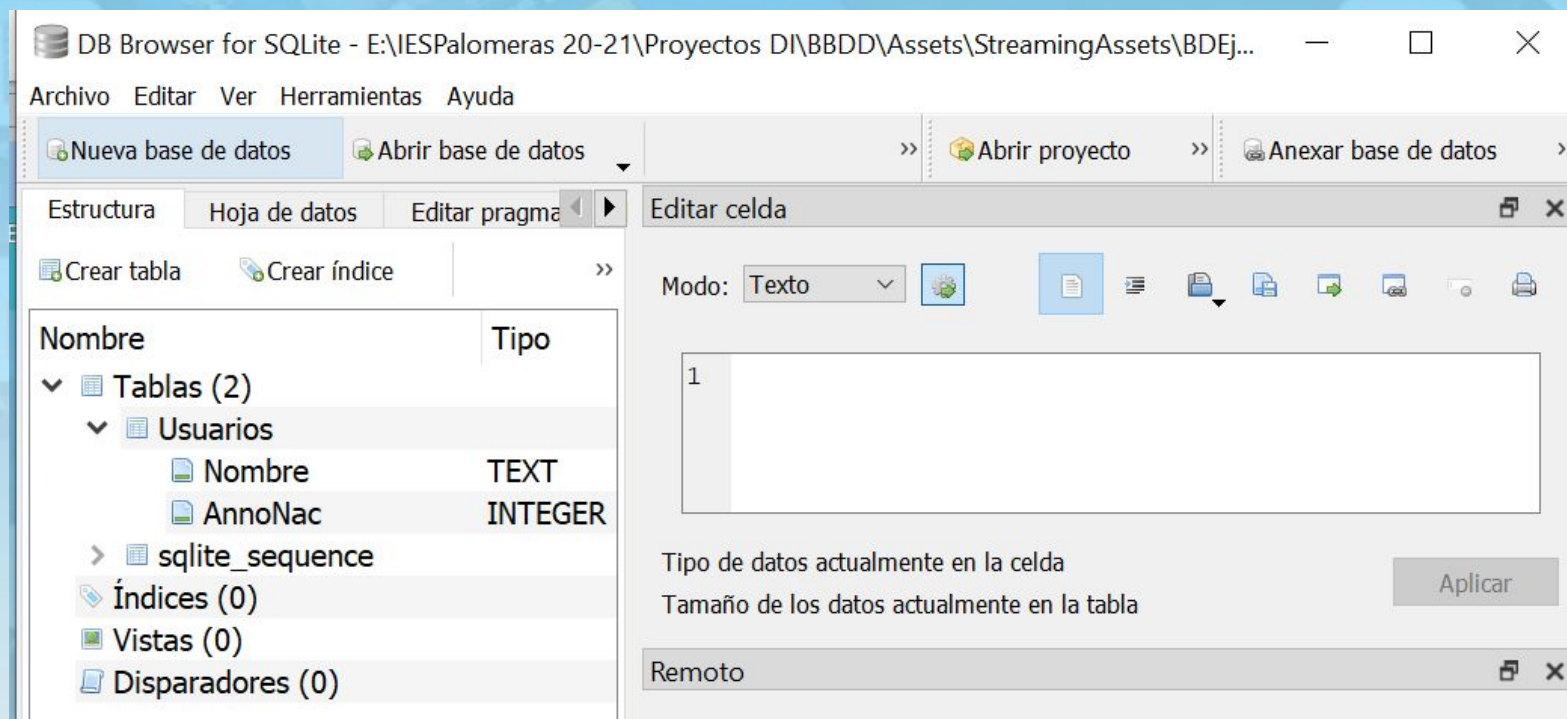 DB Browser for SQLite - E:\IESPalomeras 20-21\Proyectos DI\BBDD\Assets\StreamingAssets\BDEj...
Archivo Editar Ver Herramientas Ayuda
Nueva base de datos Abrir base de datos >> Abrir proyecto >> Anexar base de datos
Estructura Hoja de datos Editar pragma Editar celda
Crear tabla Crear índice >>
Modo: Texto
Nombre Tipo
1
Tablas (2)
Usuarios
Nombre TEXT
AnnoNac INTEGER
sqlite_sequence
Índices (0)
Vistas (0)
Disparadores (0)
Tipo de datos actualmente en la celda
Tamaño de los datos actualmente en la tabla
Aplicar
Remoto